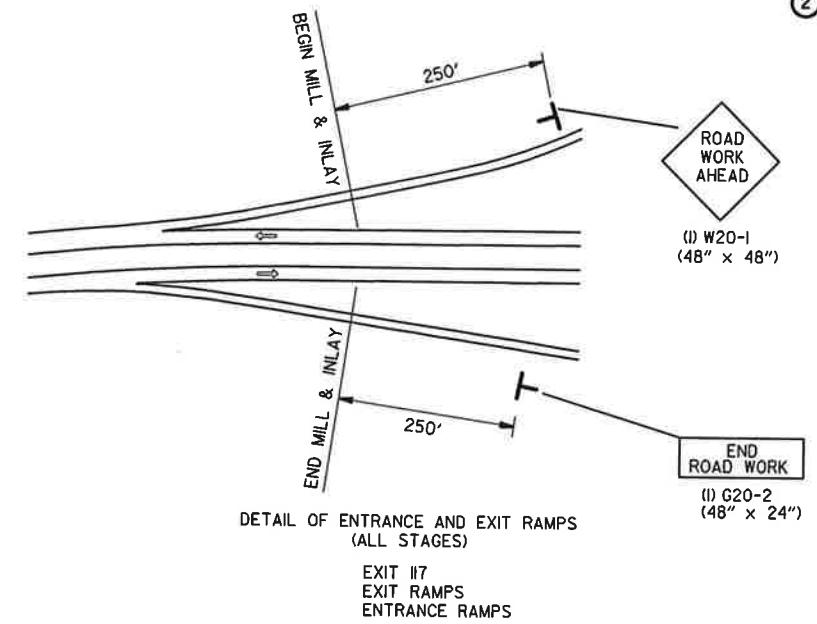 2
BEGIN MILL & INLAY
250'
ROAD
WORK
AHEAD
(1) W20-1
(48" x 48")
END MILL & INLAY
250'
END
ROAD WORK
(1) G20-2
(48" x 24")
DETAIL OF ENTRANCE AND EXIT RAMPS
(ALL STAGES)
EXIT 117
EXIT RAMPS
ENTRANCE RAMPS